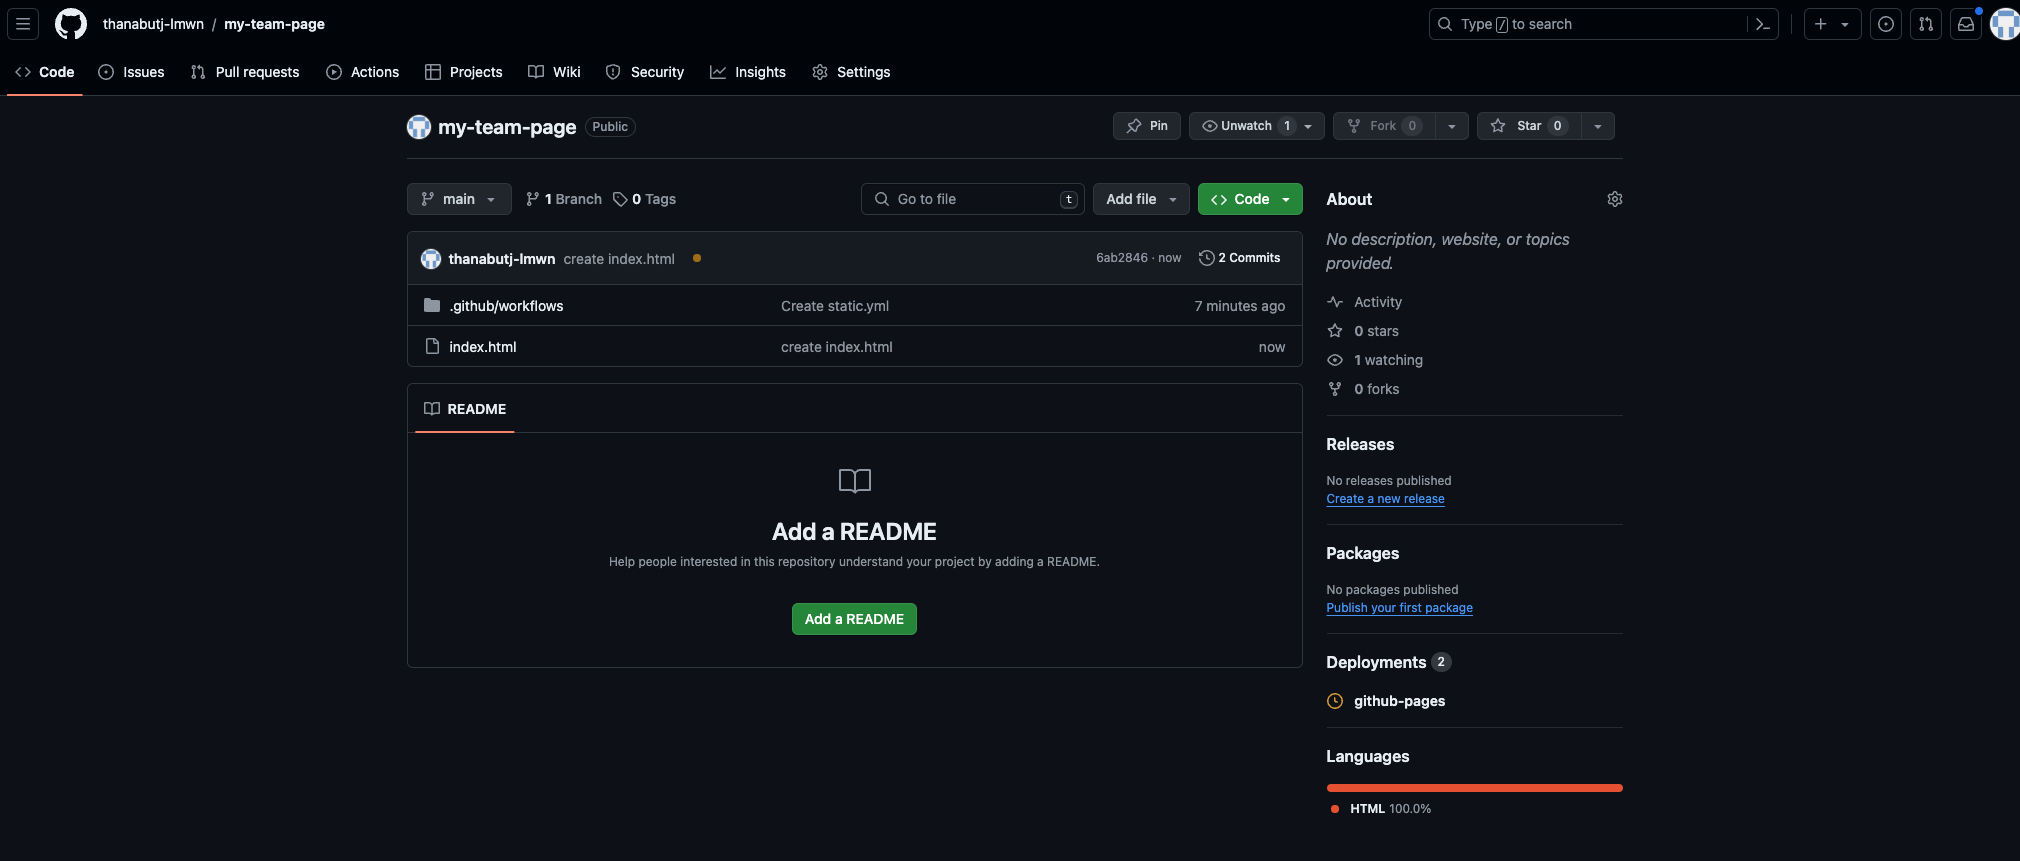 thanabutj-lmwn / my-team-page
Type / to search
Code Issues Pull requests Actions Projects Wiki Security Insights Settings
my-team-page Public
Pin Unwatch 1 Fork 0 Star 0
main 1 Branch 0 Tags
Go to file t Add file Code
thanabutj-lmwn create index.html 6ab2846 · now 2 Commits
.github/workflows Create static.yml 7 minutes ago
index.html create index.html now
README
Add a README
Help people interested in this repository understand your project by adding a README.
Add a README
About
No description, website, or topics
provided.
Activity
0 stars
1 watching
0 forks
Releases
No releases published
Create a new release
Packages
No packages published
Publish your first package
Deployments 2
github-pages
Languages
HTML 100.0%